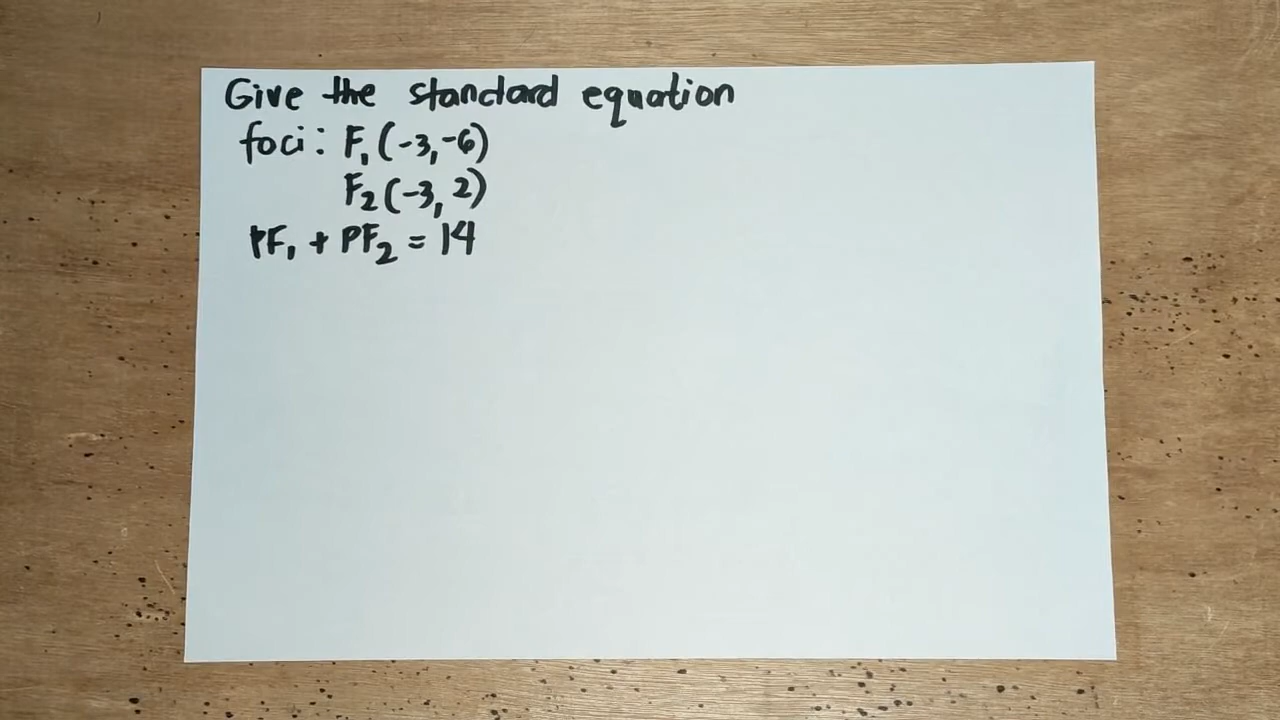 Give the standard equation
foci: F₁(-3,-6)
F₂(-3, 2)
PF₁ + PF₂ = 14